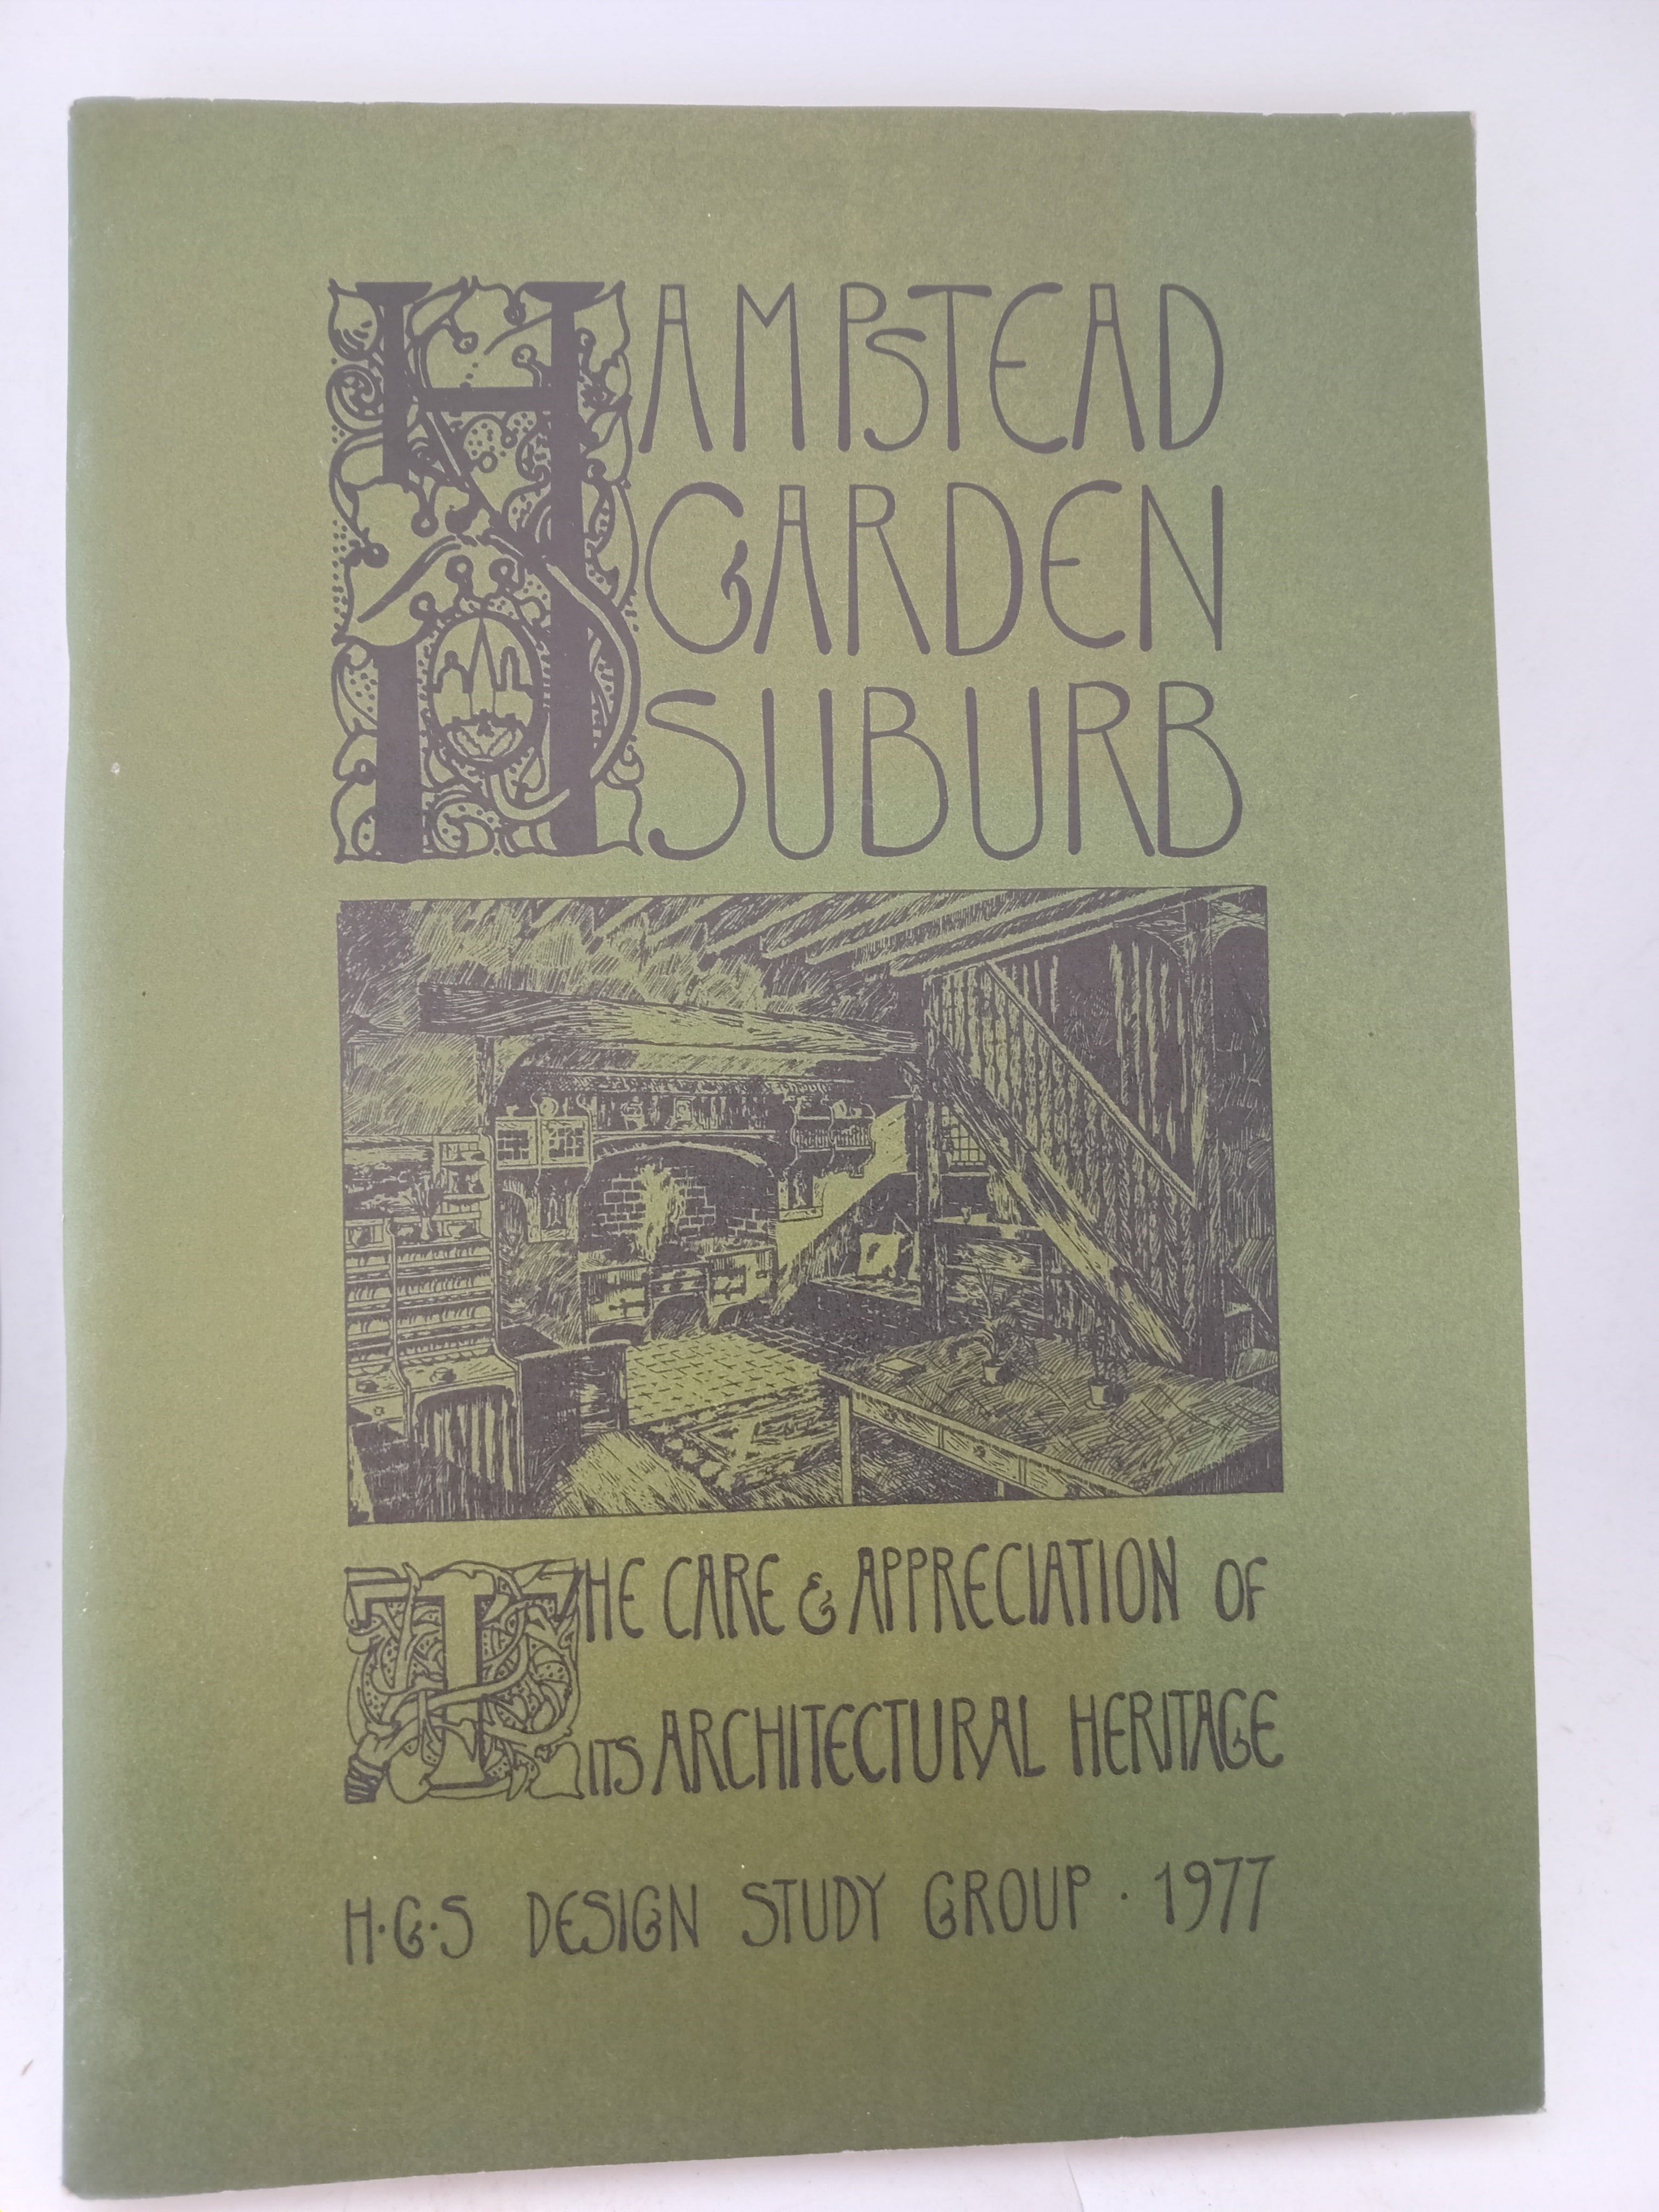 HAMPSTEAD
GARDEN
SUBURB
THE CARE & APPRECIATION OF
ITS ARCHITECTURAL HERITAGE
H·G·S DESIGN STUDY GROUP · 1977